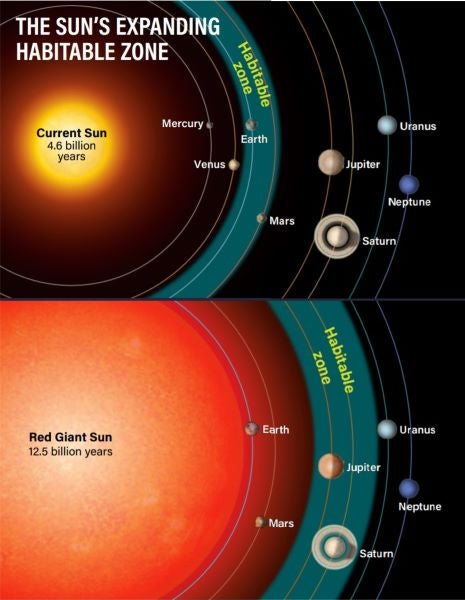 THE SUN'S EXPANDING
HABITABLE ZONE
Habitable
zone
Current Sun
4.6 billion
years
Mercury
Earth
Venus
Mars
Jupiter
Saturn
Uranus
Neptune
Habitable
zone
Red Giant Sun
12.5 billion years
Earth
Mars
Jupiter
Saturn
Uranus
Neptune